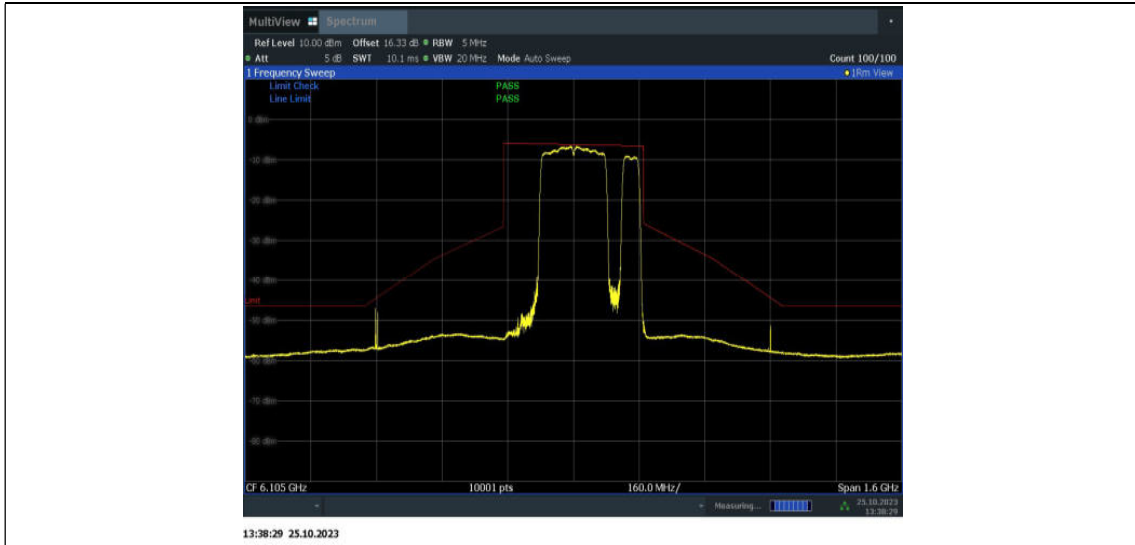 MultiView Spectrum
Ref Level 10.00 dBm Offset 16.33 dB RBW 5 MHz
Att 5 dB SWT 10.1 ms VBW 20 MHz Mode Auto Sweep Count 100/100
1 Frequency Sweep 1Rm View
Limit Check PASS
Line Limit PASS
0 dBm
-10 dBm
-20 dBm
-30 dBm
-40 dBm
-50 dBm
-60 dBm
-70 dBm
CF 6.105 GHz 10001 pts 160.0 MHz/ Span 1.6 GHz
Measuring... 25.10.2023
13:38:29
13:38:29 25.10.2023